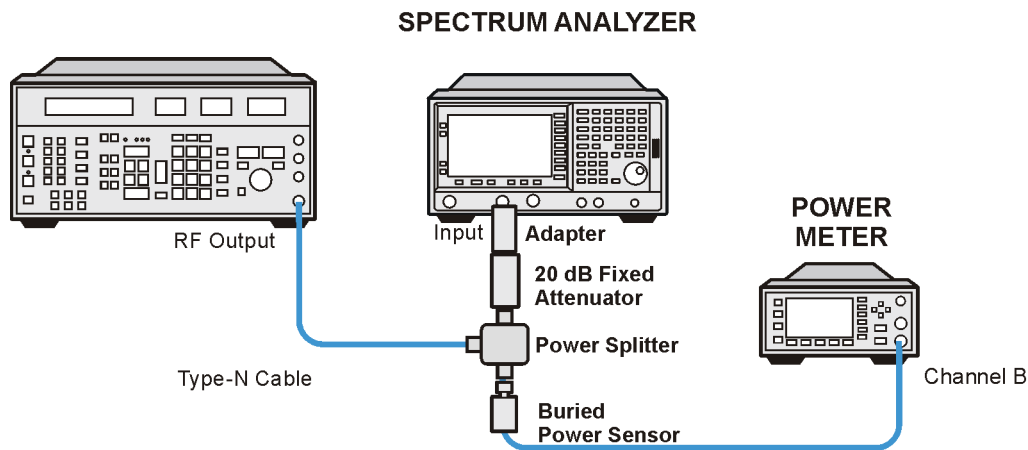 SPECTRUM ANALYZER
RF Output
Input
Adapter
20 dB Fixed
Attenuator
POWER
METER
Power Splitter
Type-N Cable
Channel B
Buried
Power Sensor